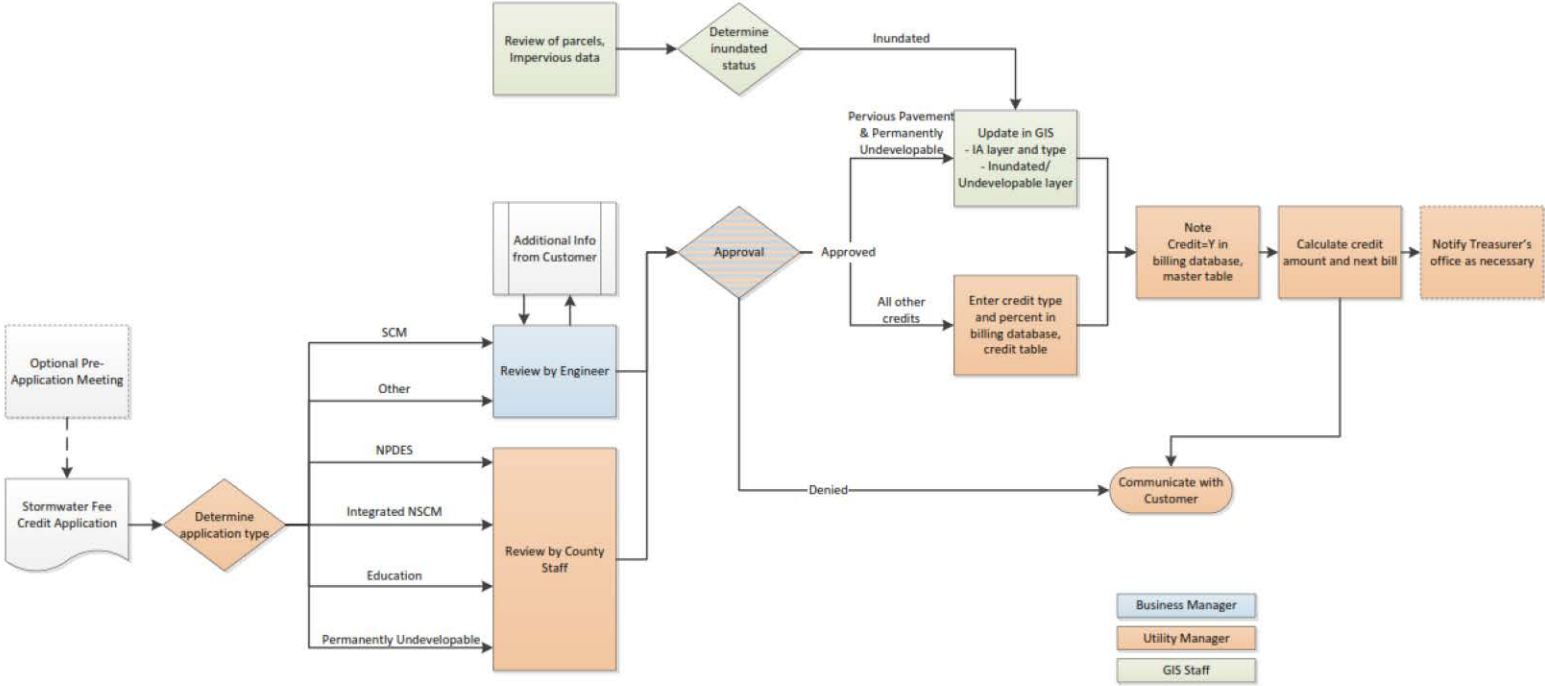 Review of parcels,
Impervious data
Determine
inundated
status
Inundated
Pervious Pavement
& Permanently
Undevelopable
Update in GIS
- IA layer and type
- Inundated/
Undevelopable layer
Additional Info
from Customer
Approval
Approved
Note
Credit=Y in
billing database,
master table
Calculate credit
amount and next bill
Notify Treasurer's
office as necessary
All other
credits
Enter credit type
and percent in
billing database,
credit table
SCM
Optional Pre-
Application Meeting
Review by Engineer
Other
NPDES
Stormwater Fee
Credit Application
Determine
application type
Integrated NSCM
Review by County
Staff
Education
Permanently Undevelopable
Denied
Communicate with
Customer
Business Manager
Utility Manager
GIS Staff